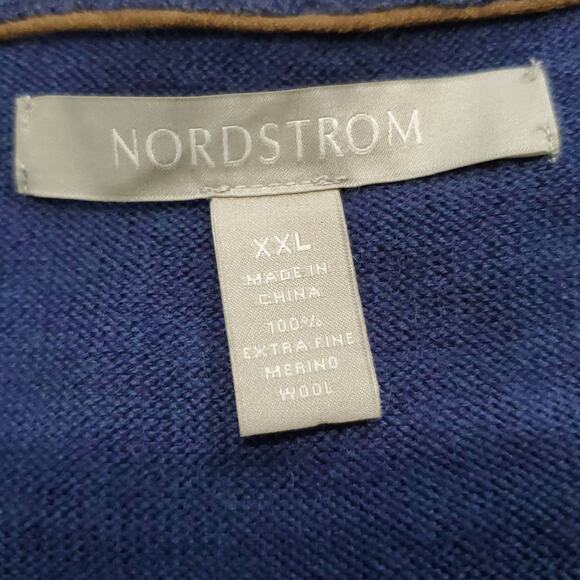 NORDSTROM
XXL
MADE IN
CHINA
100%
EXTRA FINE
MERINO
WOOL